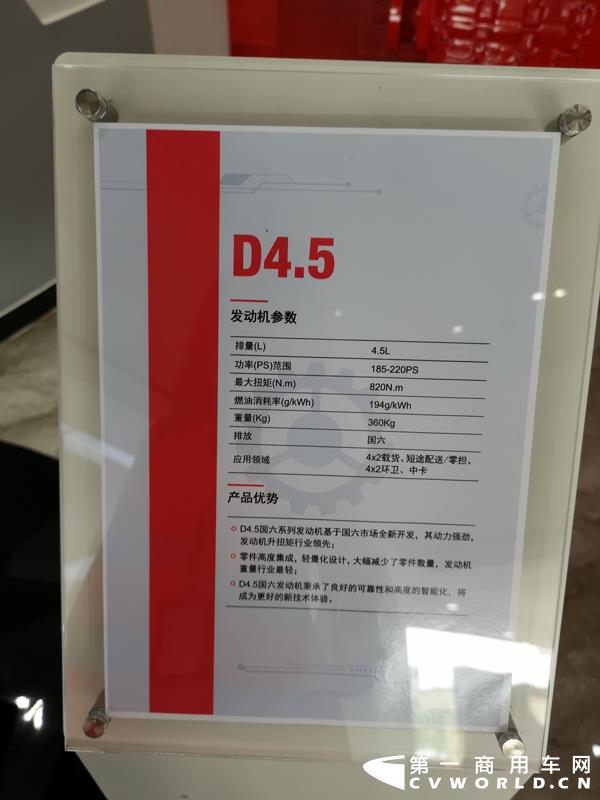 D4.5
发动机参数
排量(L) 4.5L
功率(PS)范围 185-220PS
最大扭矩(N.m) 820N.m
燃油消耗率(g/kWh) 194g/kWh
重量(Kg) 360Kg
排放 国六
应用领域 4x2载货、短途配送/零担、
4x2环卫、中卡
产品优势
D4.5国六系列发动机基于国六市场全新开发，其动力强劲，
发动机升扭矩行业领先；
零件高度集成，轻量化设计，大幅减少了零件数量，发动机
重量行业最轻；
D4.5国六发动机秉承了良好的可靠性和高度的智能化，将
成为更好的新技术体验。
第一商用车网
CVWORLD.CN